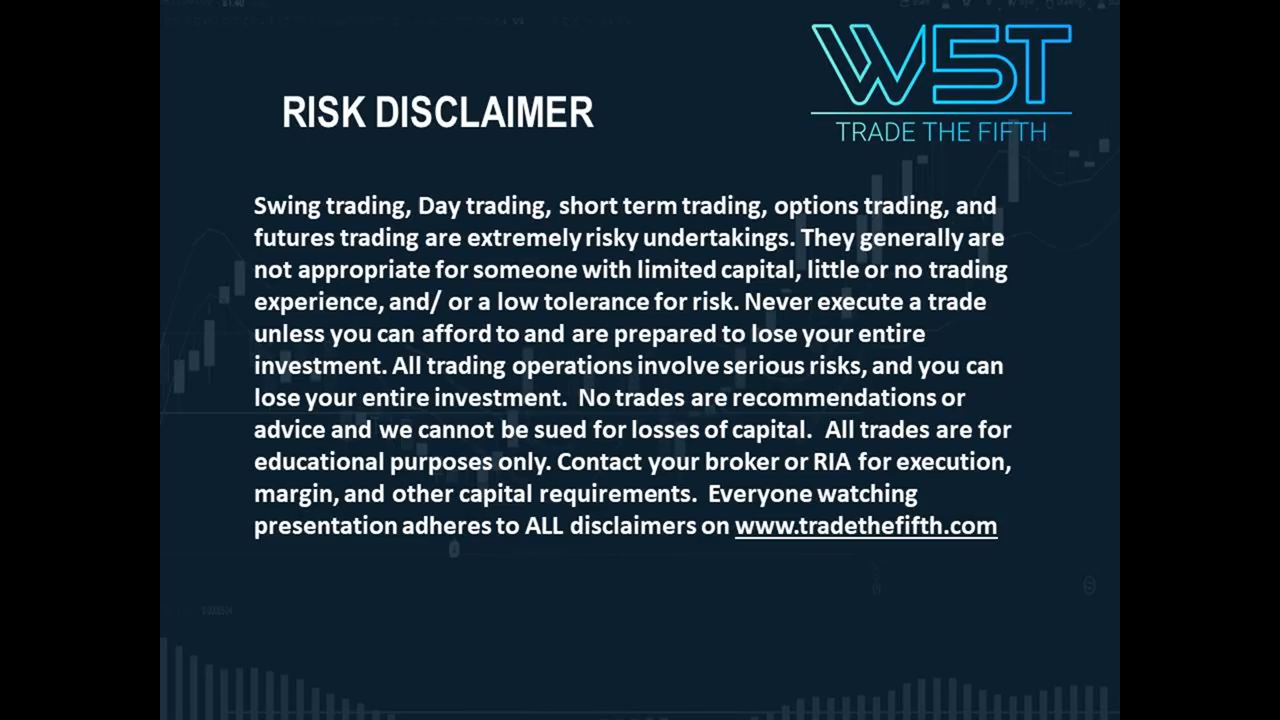 W5T
TRADE THE FIFTH
RISK DISCLAIMER
Swing trading, Day trading, short term trading, options trading, and
futures trading are extremely risky undertakings. They generally are
not appropriate for someone with limited capital, little or no trading
experience, and/ or a low tolerance for risk. Never execute a trade
unless you can afford to and are prepared to lose your entire
investment. All trading operations involve serious risks, and you can
lose your entire investment.  No trades are recommendations or
advice and we cannot be sued for losses of capital.  All trades are for
educational purposes only. Contact your broker or RIA for execution,
margin, and other capital requirements.  Everyone watching
presentation adheres to ALL disclaimers on www.tradethefifth.com